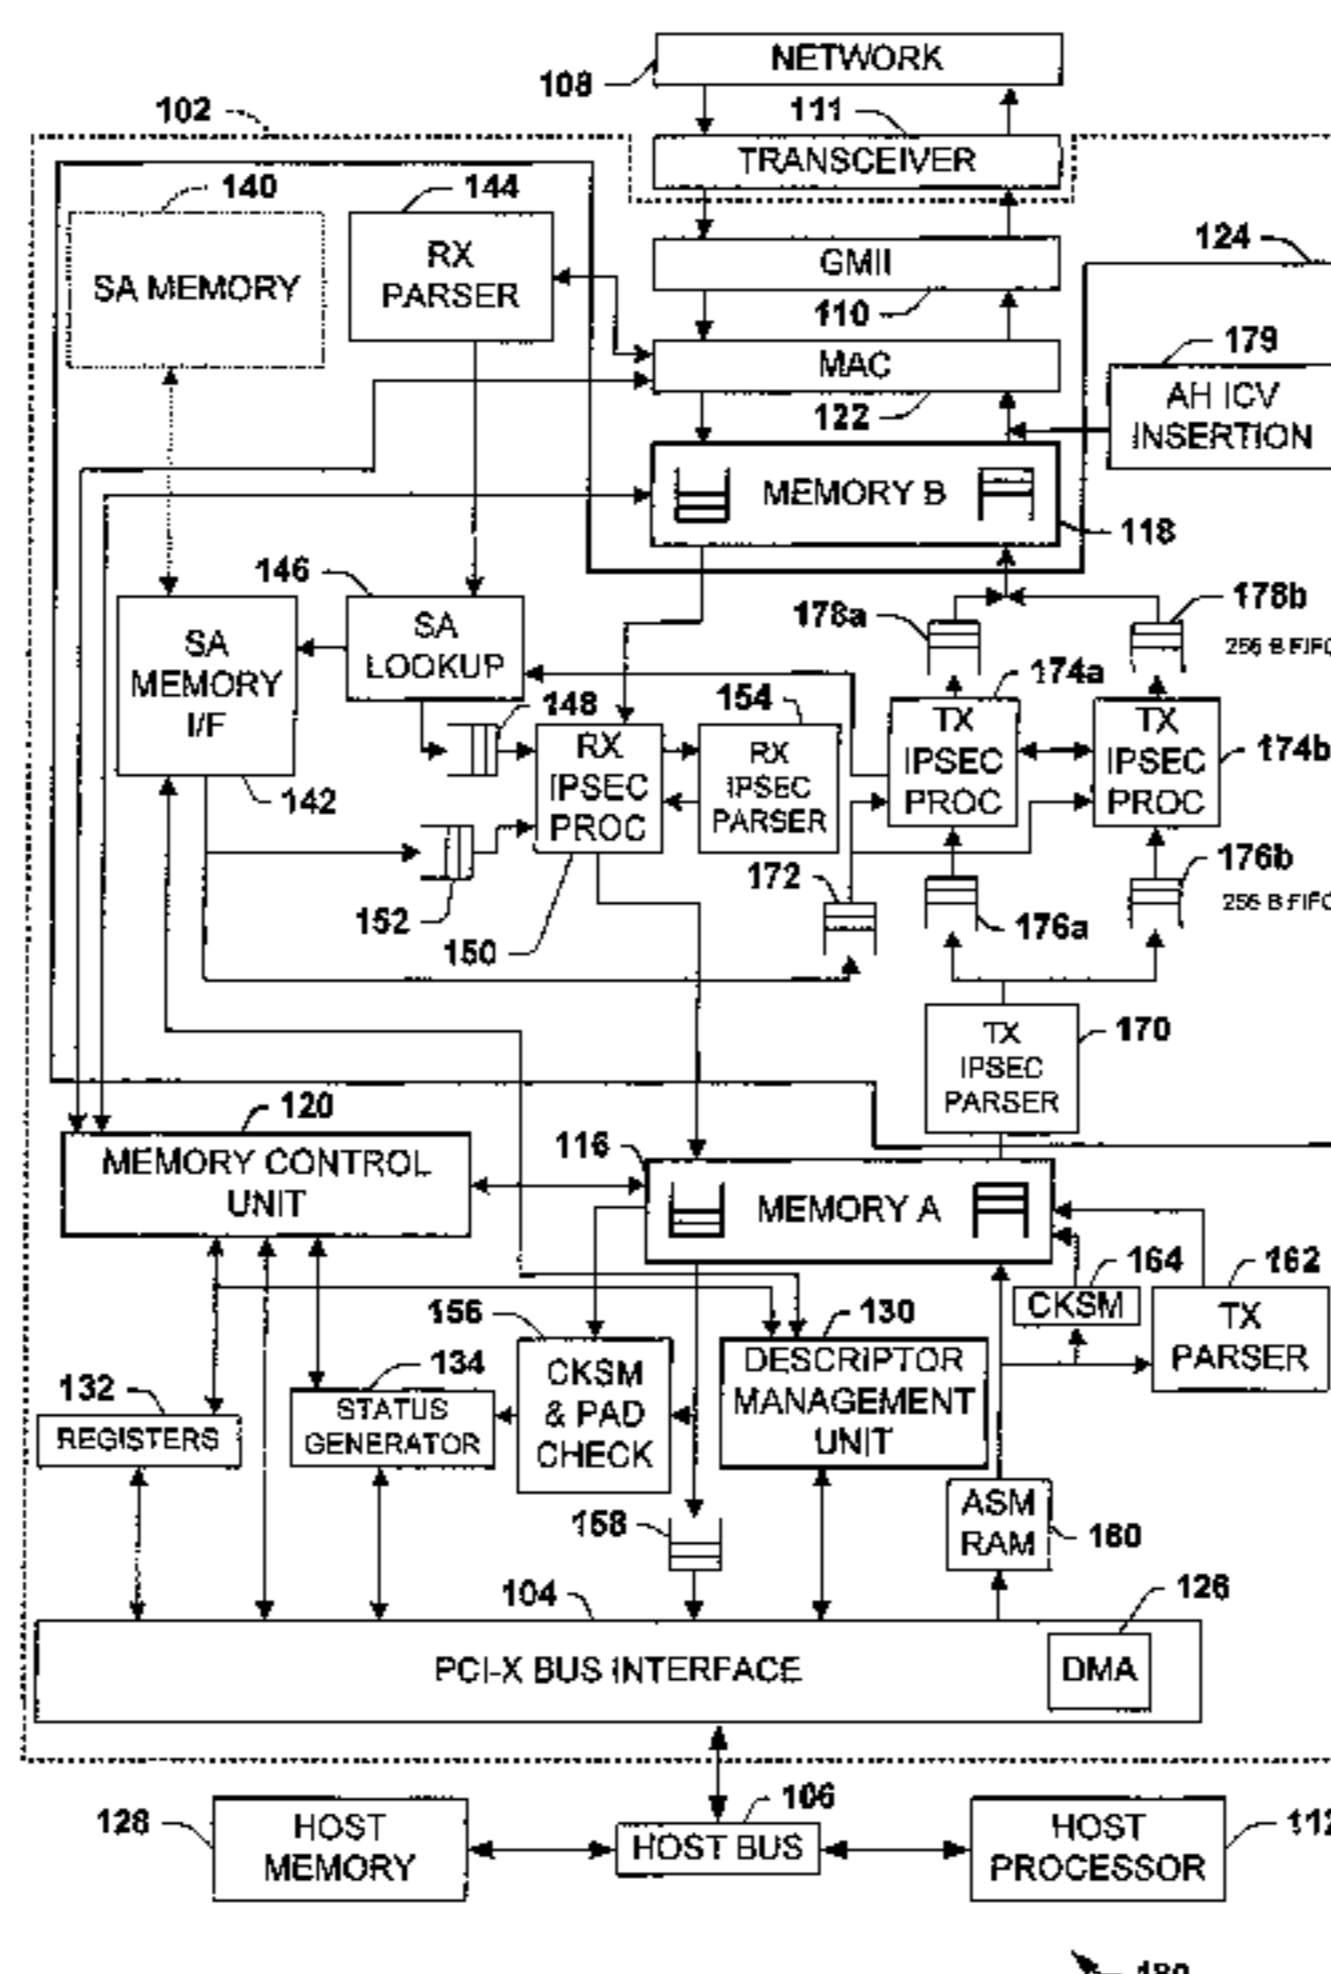 NETWORK
108
102
111
TRANSCEIVER
140
144
124
SA MEMORY
RX
PARSER
GMII
110
179
MAC
122
AH ICV
INSERTION
MEMORY B
118
146
178a
178b
SA
MEMORY
I/F
SA
LOOKUP
256 B FIFO
174a
148
154
TX
IPSEC
PROC
TX
IPSEC
PROC
174b
RX
IPSEC
PROC
RX
IPSEC
PARSER
142
172
176b
152
256 B FIFO
176a
150
TX
IPSEC
PARSER
170
120
116
MEMORY CONTROL
UNIT
MEMORY A
164
162
CKSM
TX
PARSER
156
130
134
132
CKSM
& PAD
CHECK
DESCRIPTOR
MANAGEMENT
UNIT
STATUS
GENERATOR
REGISTERS
ASM
RAM
160
158
104
126
PCI-X BUS INTERFACE
DMA
106
128
HOST
MEMORY
HOST BUS
HOST
PROCESSOR